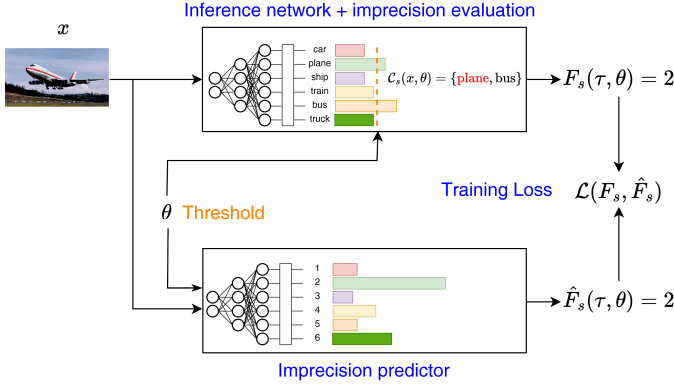 Inference network + imprecision evaluation
x
car
plane
ship
train
bus
truck
𝒞ₛ(x, θ) = {plane, bus}
Fₛ(τ, θ) = 2
Training Loss
ℒ(Fₛ, F̂ₛ)
θ Threshold
1
2
3
4
5
6
F̂ₛ(τ, θ) = 2
Imprecision predictor